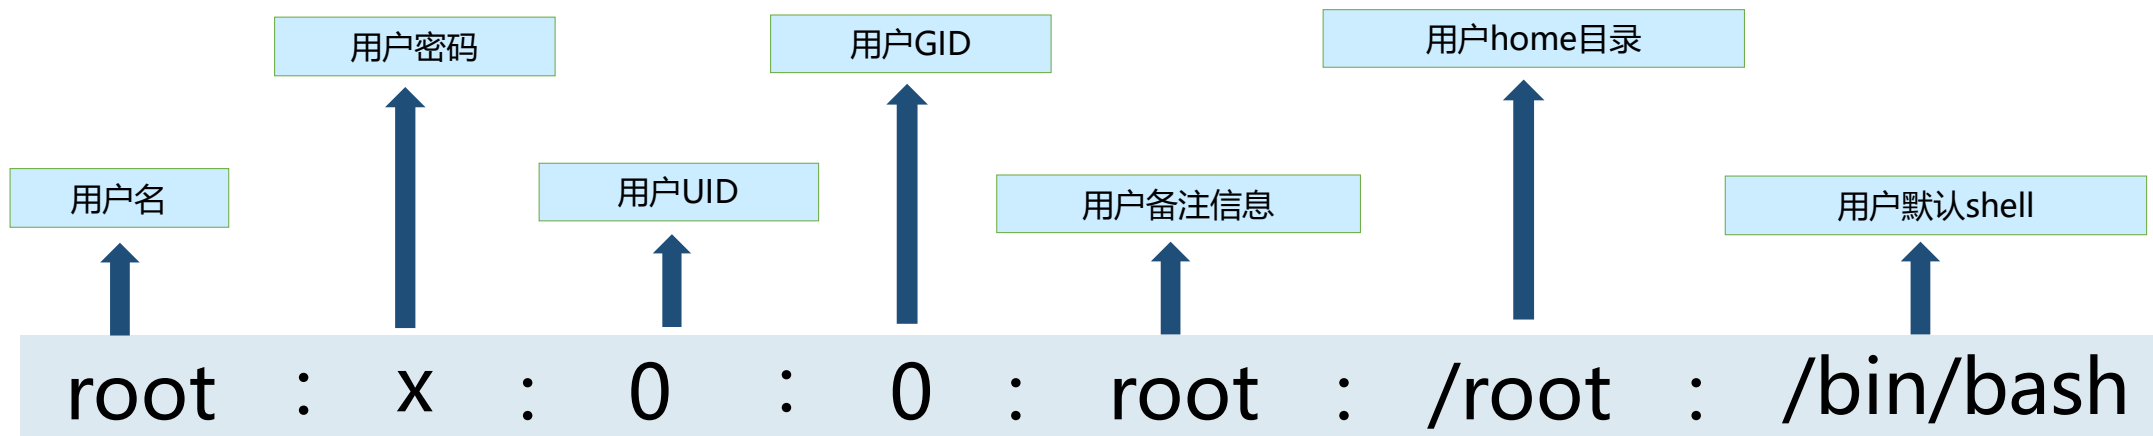 用户密码
用户GID
用户home目录
用户名
用户UID
用户备注信息
用户默认shell
root : x : 0 : 0 : root : /root : /bin/bash